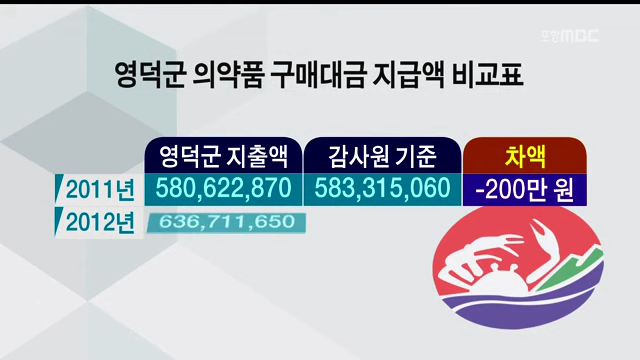 포항MBC
영덕군 의약품 구매대금 지급액 비교표
영덕군 지출액 감사원 기준 차액
2011년 580,622,870 583,315,060 -200만 원
2012년 636,711,650